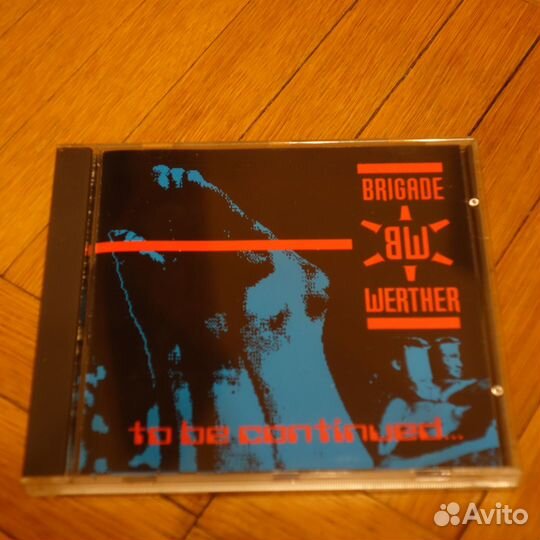 BRIGADE
BW
WERTHER
to be continued...
Avito